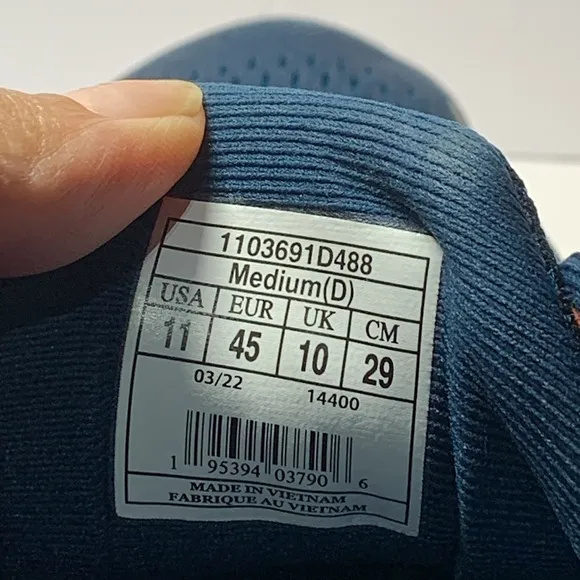 1103691D488
Medium(D)
USA EUR UK CM
11 45 10 29
03/22 14400
1 95394 03790 6
MADE IN VIETNAM
FABRIQUE AU VIETNAM